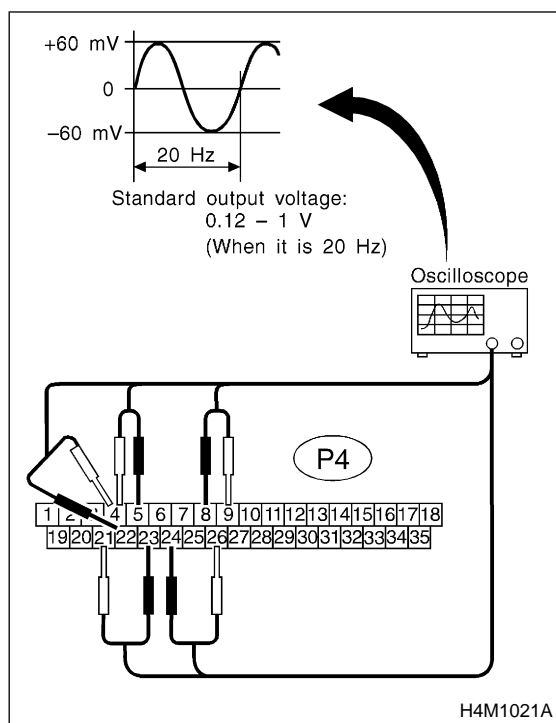 +60 mV
0
−60 mV
20 Hz
Standard output voltage:
0.12 – 1 V
(When it is 20 Hz)
Oscilloscope
P4
1 2 3 4 5 6 7 8 9 10 11 12 13 14 15 16 17 18
19 20 21 22 23 24 25 26 27 28 29 30 31 32 33 34 35
H4M1021A